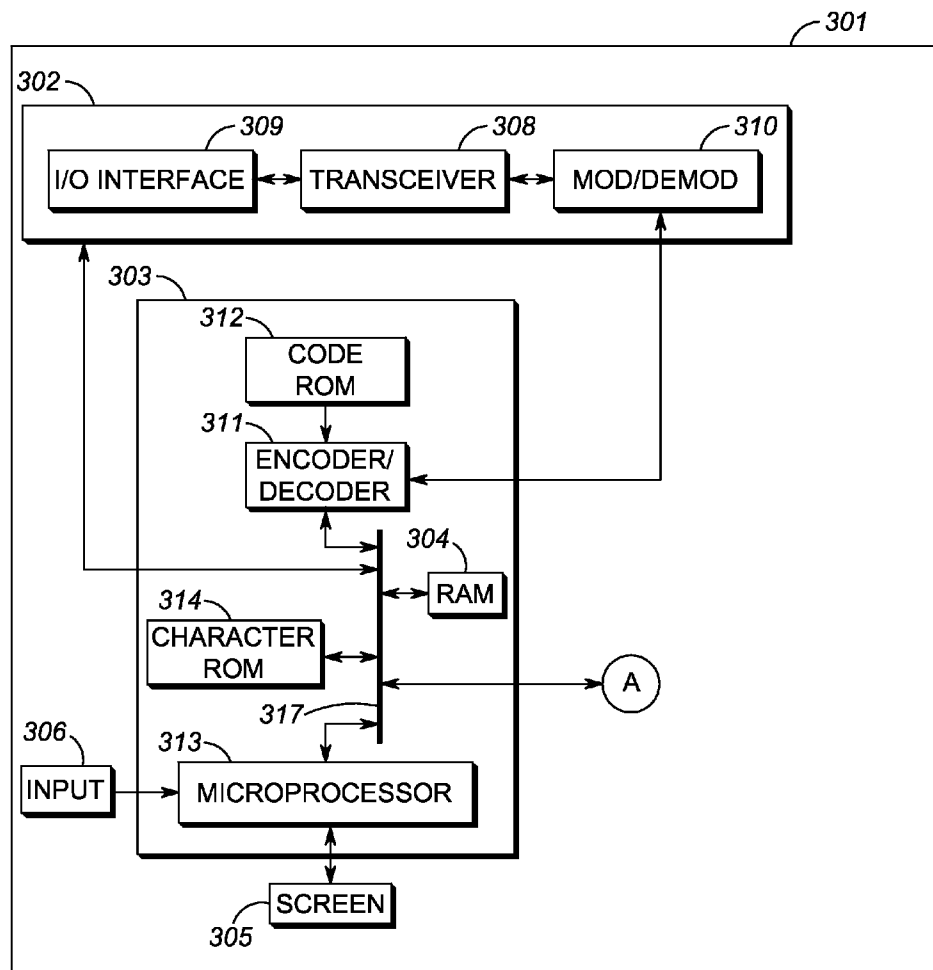 301
302
309
308
310
I/O INTERFACE
TRANSCEIVER
MOD/DEMOD
303
312
CODE
ROM
311
ENCODER/
DECODER
304
RAM
314
CHARACTER
ROM
A
317
306
313
INPUT
MICROPROCESSOR
SCREEN
305